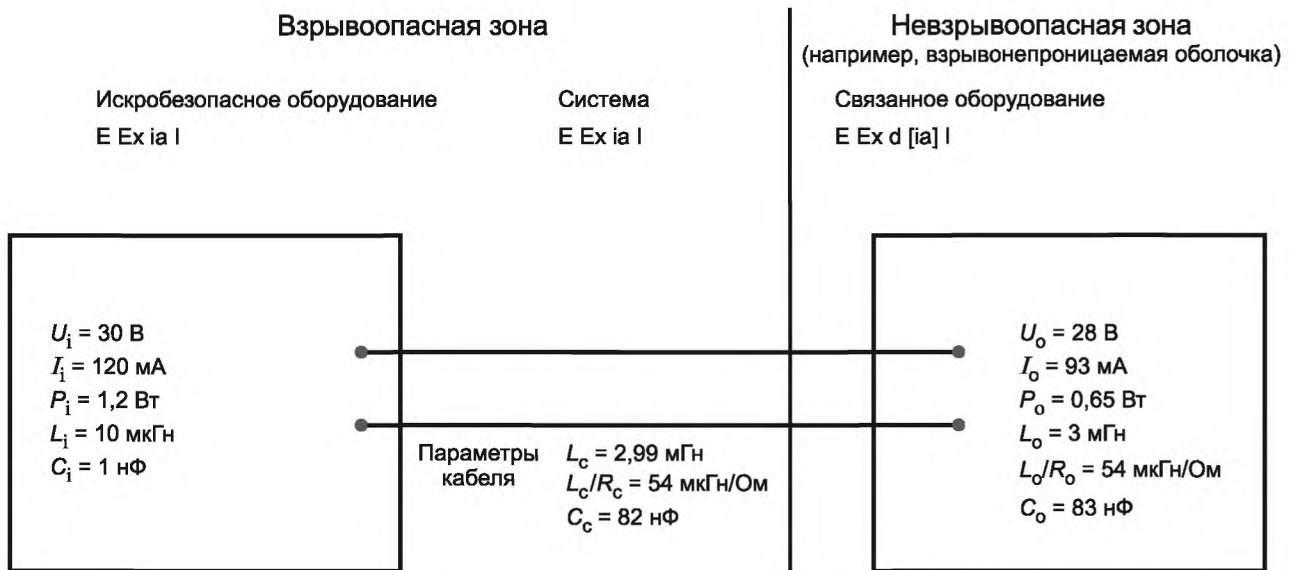 Взрывоопасная зона
Невзрывоопасная зона
(например, взрывонепроницаемая оболочка)
Искробезопасное оборудование
E Ex ia I
Система
E Ex ia I
Связанное оборудование
E Ex d [ia] I
Ui = 30 В
Ii = 120 мА
Pi = 1,2 Вт
Li = 10 мкГн
Ci = 1 нФ
Параметры
кабеля
Lc = 2,99 мГн
Lc/Rc = 54 мкГн/Ом
Cc = 82 нФ
Uo = 28 В
Io = 93 мА
Po = 0,65 Вт
Lo = 3 мГн
Lo/Ro = 54 мкГн/Ом
Co = 83 нФ